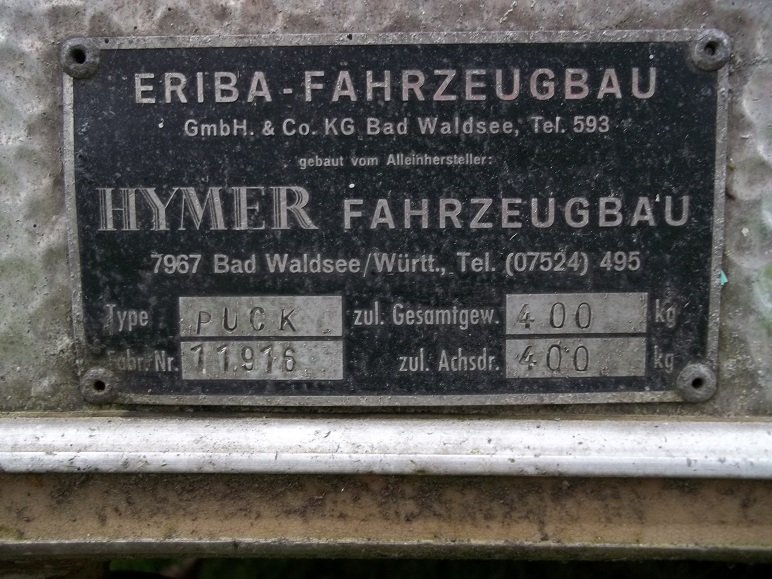 ERIBA-FAHRZEUGBAU
GmbH. & Co. KG Bad Waldsee, Tel. 593
gebaut vom Alleinhersteller:
HYMER FAHRZEUGBAU
7967 Bad Waldsee/Württ., Tel. (07524) 495
Type PUCK zul. Gesamtgew. 400 kg
Fabr. Nr. 11916 zul. Achsdr. 400 kg